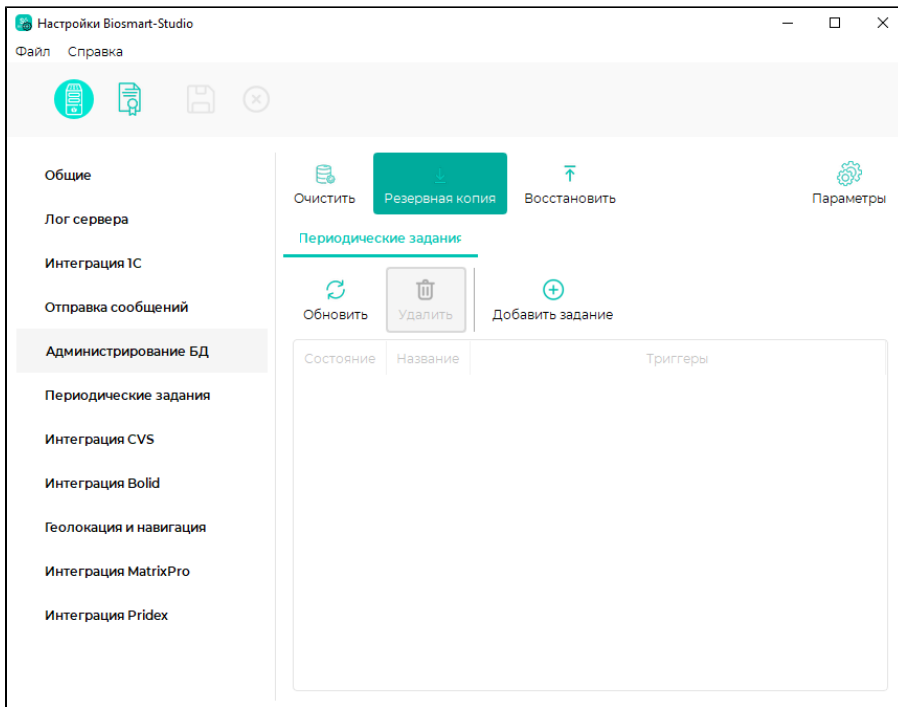 Настройки Biosmart-Studio
Файл Справка
Общие
Лог сервера
Интеграция 1С
Отправка сообщений
Администрирование БД
Периодические задания
Интеграция CVS
Интеграция Bolid
Геолокация и навигация
Интеграция MatrixPro
Интеграция Pridex
Очистить Резервная копия Восстановить Параметры
Периодические задания
Обновить Удалить Добавить задание
Состояние Название Триггеры